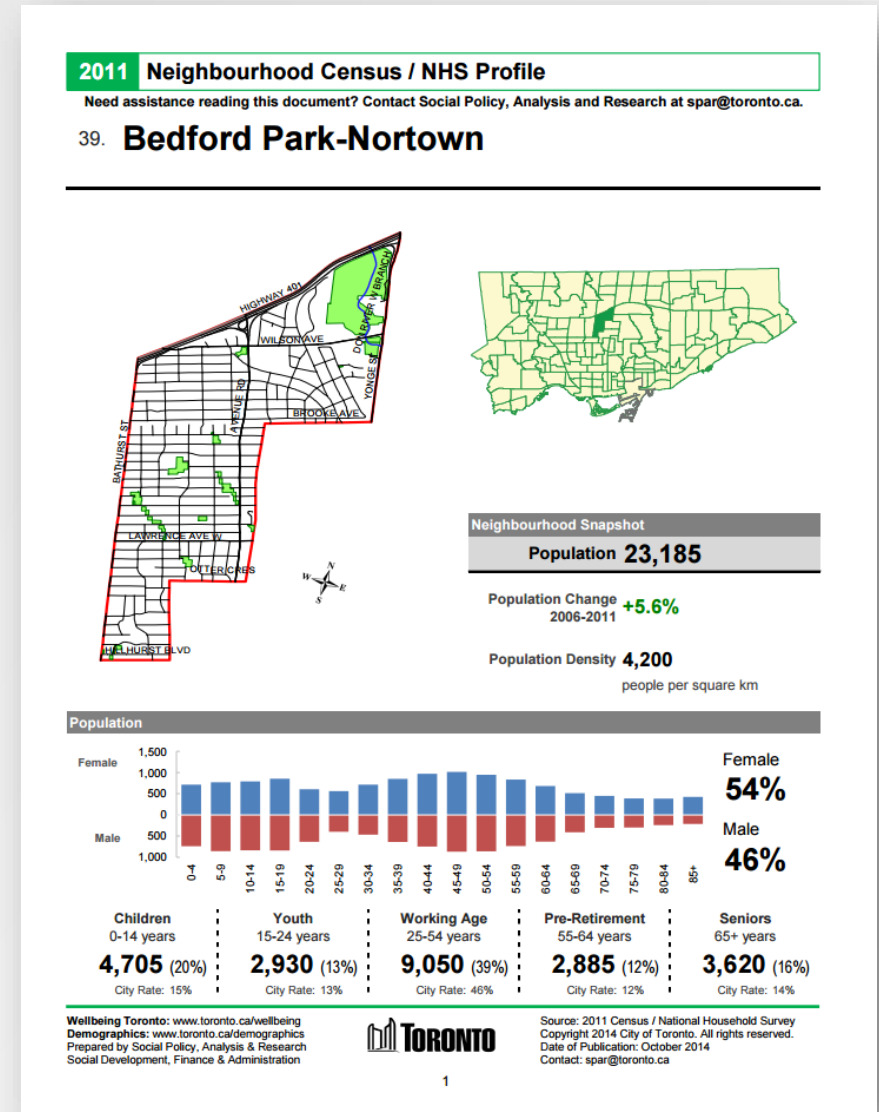 2011 Neighbourhood Census / NHS Profile
Need assistance reading this document? Contact Social Policy, Analysis and Research at spar@toronto.ca.
39. Bedford Park-Nortown
HIGHWAY 401
DON RIVER W BRANCH
WILSON AVE
YONGE ST
AVENUE RD
BROOKE AVE
BATHURST ST
LAWRENCE AVE W
OTTER CRES
HILLHURST BLVD
N
W E
S
Neighbourhood Snapshot
Population 23,185
Population Change
2006-2011 +5.6%
Population Density 4,200
people per square km
Population
Female
1,500
1,000
500
0
Male
500
1,000
0-4 5-9 10-14 15-19 20-24 25-29 30-34 35-39 40-44 45-49 50-54 55-59 60-64 65-69 70-74 75-79 80-84 85+
Female
54%
Male
46%
Children
0-14 years
4,705 (20%)
City Rate: 15%
Youth
15-24 years
2,930 (13%)
City Rate: 13%
Working Age
25-54 years
9,050 (39%)
City Rate: 46%
Pre-Retirement
55-64 years
2,885 (12%)
City Rate: 12%
Seniors
65+ years
3,620 (16%)
City Rate: 14%
Wellbeing Toronto: www.toronto.ca/wellbeing
Demographics: www.toronto.ca/demographics
Prepared by Social Policy, Analysis & Research
Social Development, Finance & Administration
TORONTO
Source: 2011 Census / National Household Survey
Copyright 2014 City of Toronto. All rights reserved.
Date of Publication: October 2014
Contact: spar@toronto.ca
1